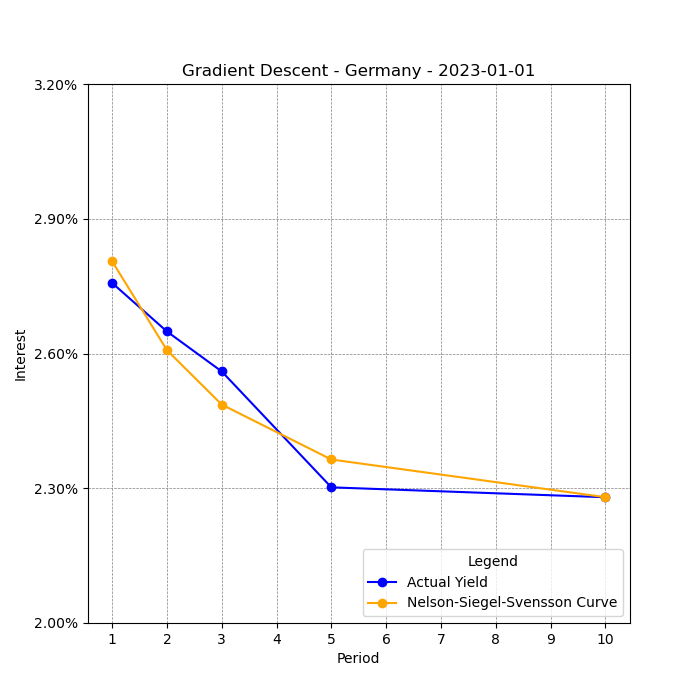 Gradient Descent - Germany - 2023-01-01
3.20%
2.90%
2.60%
2.30%
2.00%
Interest
1 2 3 4 5 6 7 8 9 10
Period
Legend
Actual Yield
Nelson-Siegel-Svensson Curve